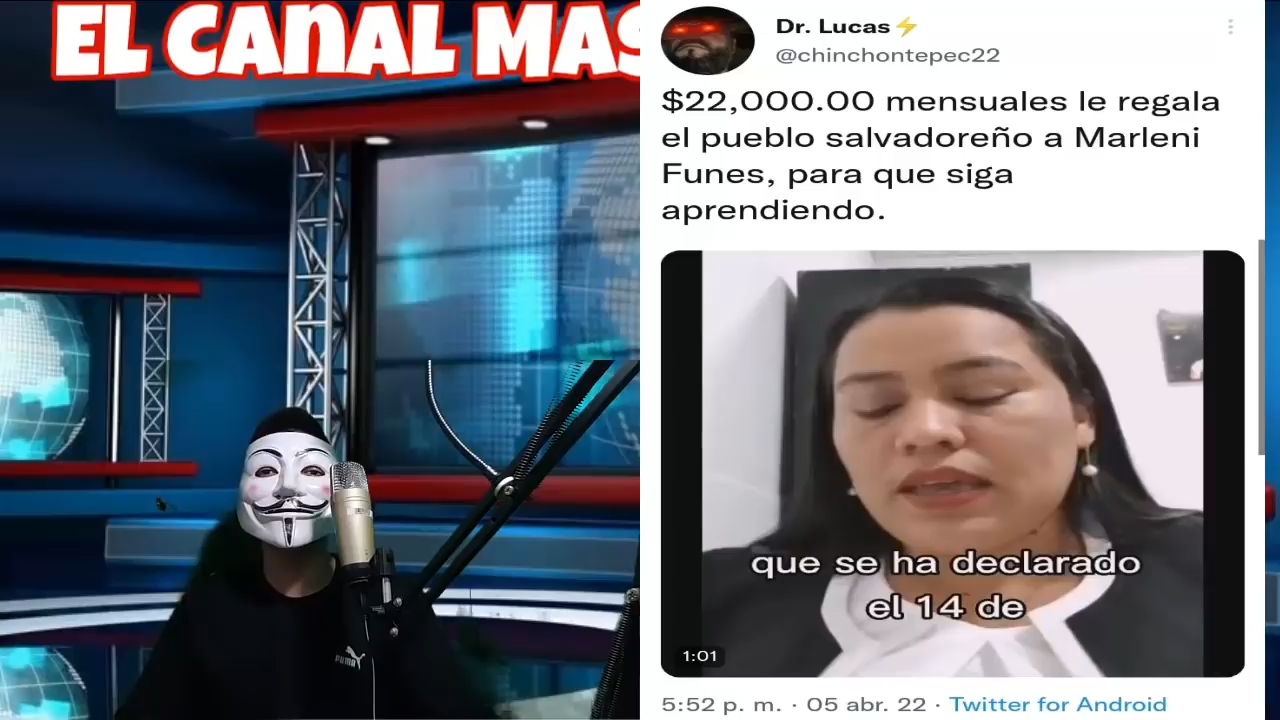 EL CANAL MAS
Dr. Lucas⚡
@chinchontepec22
$22,000.00 mensuales le regala
el pueblo salvadoreño a Marleni
Funes, para que siga
aprendiendo.
que se ha declarado
el 14 de
1:01
PUMA
5:52 p. m. · 05 abr. 22 · Twitter for Android